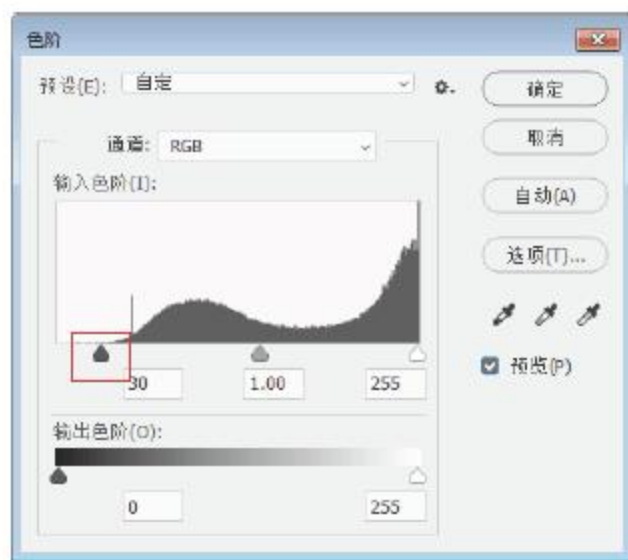 色阶
预设(E): 自定
确定
通道: RGB
取消
输入色阶(I):
自动(A)
选项(T)...
预览(P)
30 1.00 255
输出色阶(O):
0 255